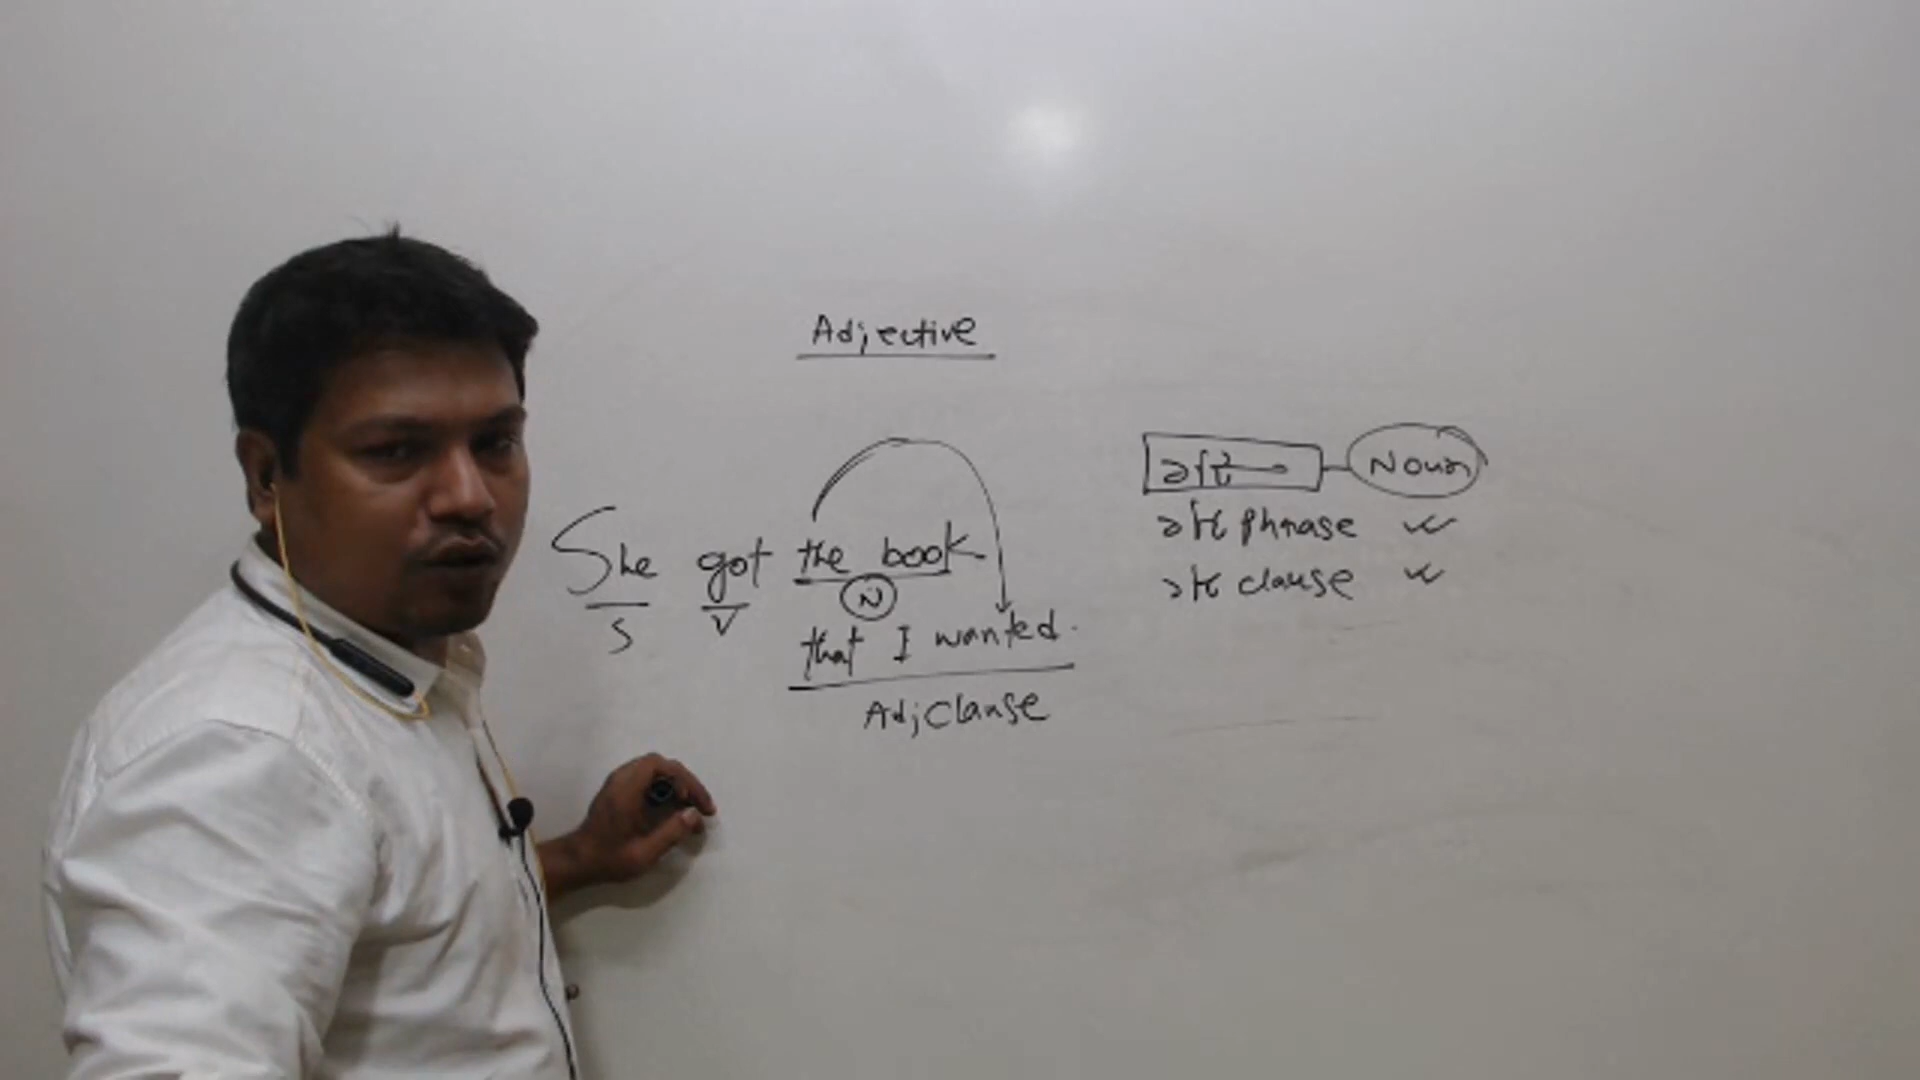 Adjective
She got the book
S V N
that I wanted.
Adj Clause
Noun
phrase
clause